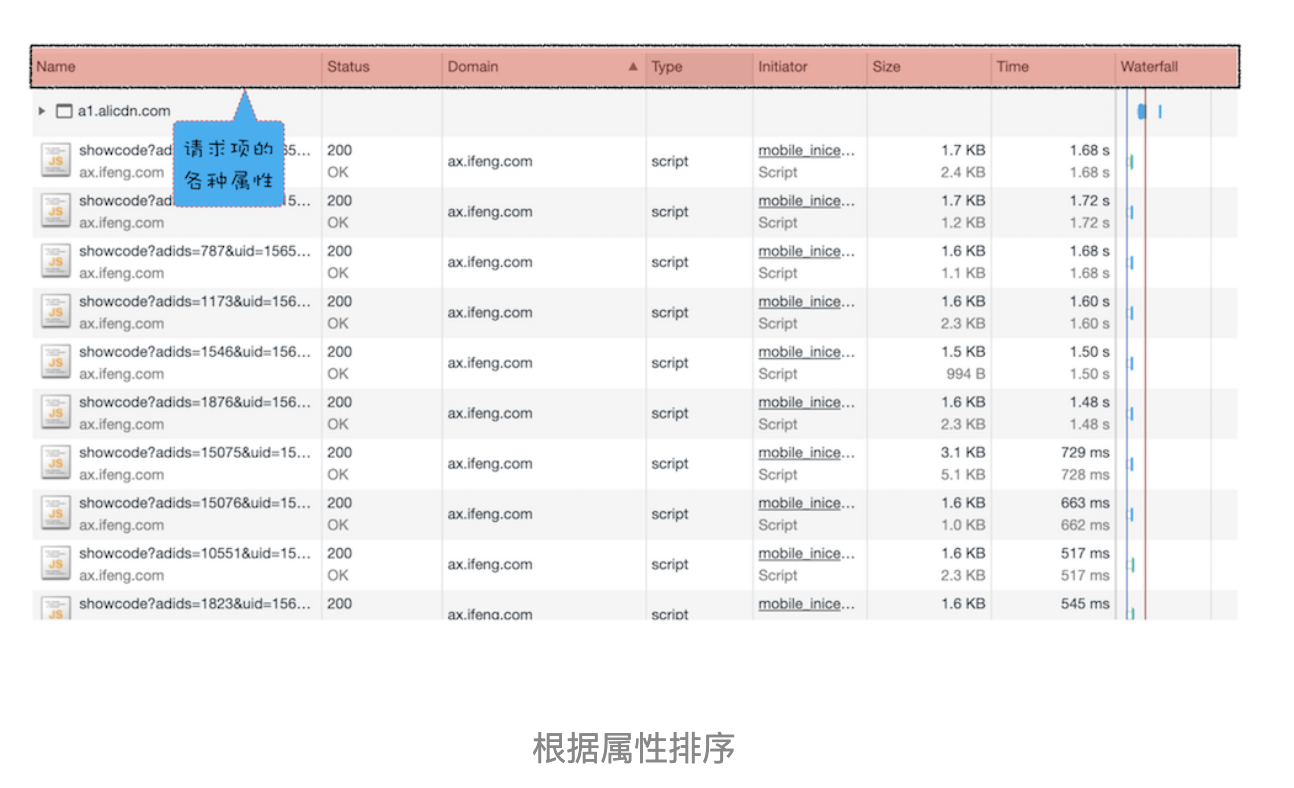 Name Status Domain Type Initiator Size Time Waterfall
a1.alicdn.com
请求项的
各种属性
showcode?ad 65... 200 ax.ifeng.com script mobile_inice... 1.7 KB 1.68 s
ax.ifeng.com OK Script 2.4 KB 1.68 s
showcode?ad 15... 200 ax.ifeng.com script mobile_inice... 1.7 KB 1.72 s
ax.ifeng.com OK Script 1.2 KB 1.72 s
showcode?adids=787&uid=1565... 200 ax.ifeng.com script mobile_inice... 1.6 KB 1.68 s
ax.ifeng.com OK Script 1.1 KB 1.68 s
showcode?adids=1173&uid=156... 200 ax.ifeng.com script mobile_inice... 1.6 KB 1.60 s
ax.ifeng.com OK Script 2.3 KB 1.60 s
showcode?adids=1546&uid=156... 200 ax.ifeng.com script mobile_inice... 1.5 KB 1.50 s
ax.ifeng.com OK Script 994 B 1.50 s
showcode?adids=1876&uid=156... 200 ax.ifeng.com script mobile_inice... 1.6 KB 1.48 s
ax.ifeng.com OK Script 2.3 KB 1.48 s
showcode?adids=15075&uid=15... 200 ax.ifeng.com script mobile_inice... 3.1 KB 729 ms
ax.ifeng.com OK Script 5.1 KB 728 ms
showcode?adids=15076&uid=15... 200 ax.ifeng.com script mobile_inice... 1.6 KB 663 ms
ax.ifeng.com OK Script 1.0 KB 662 ms
showcode?adids=10551&uid=15... 200 ax.ifeng.com script mobile_inice... 1.6 KB 517 ms
ax.ifeng.com OK Script 2.3 KB 517 ms
showcode?adids=1823&uid=156... 200 ax.ifeng.com script mobile_inice... 1.6 KB 545 ms
根据属性排序